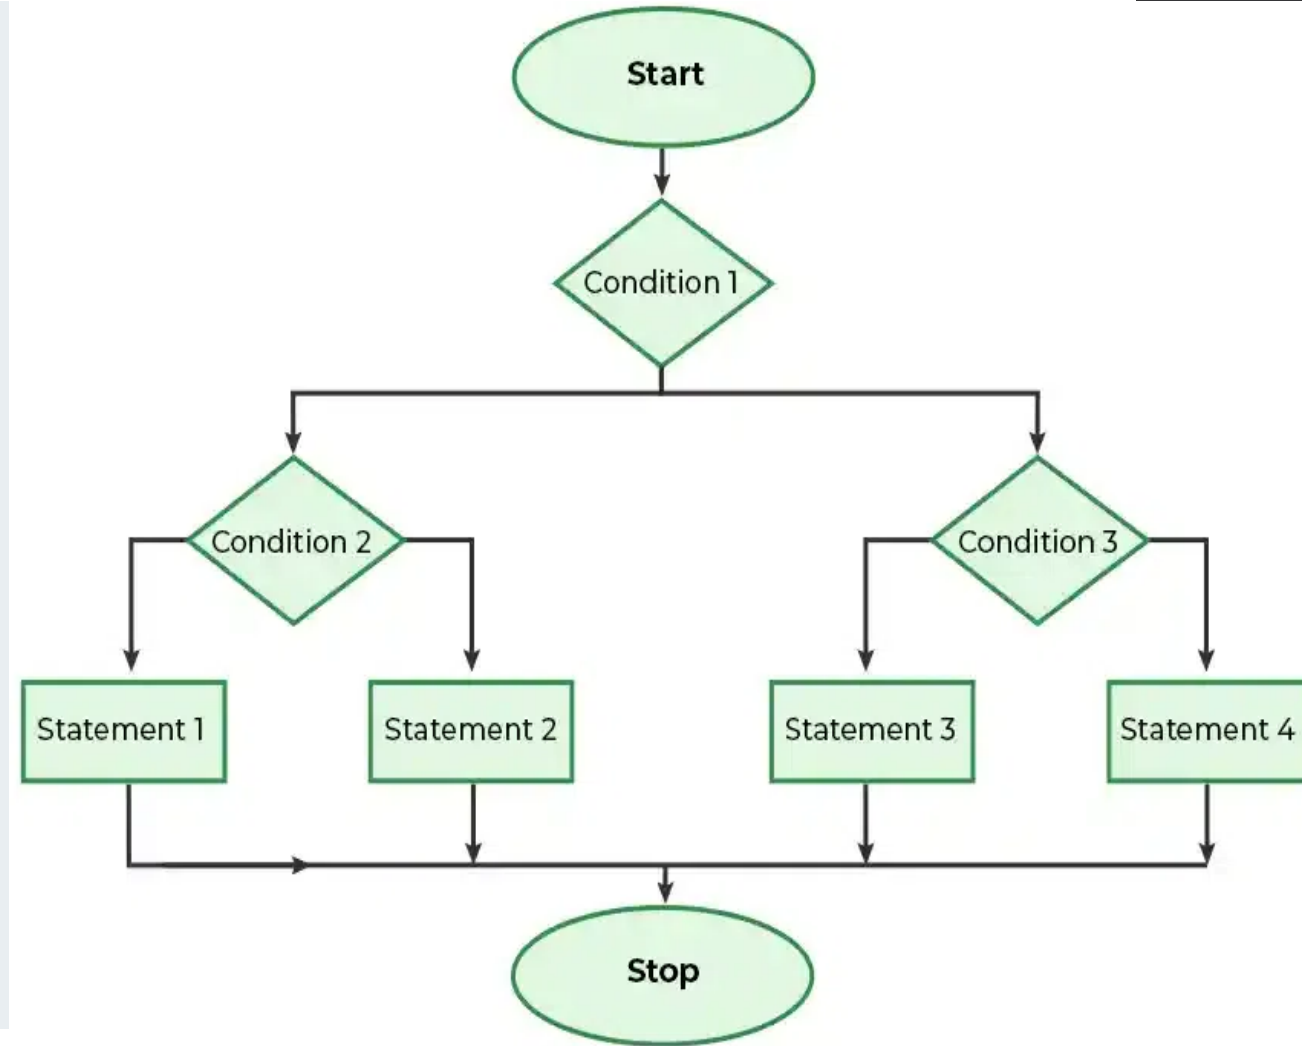 Start
Condition 1
Condition 2
Condition 3
Statement 1
Statement 2
Statement 3
Statement 4
Stop